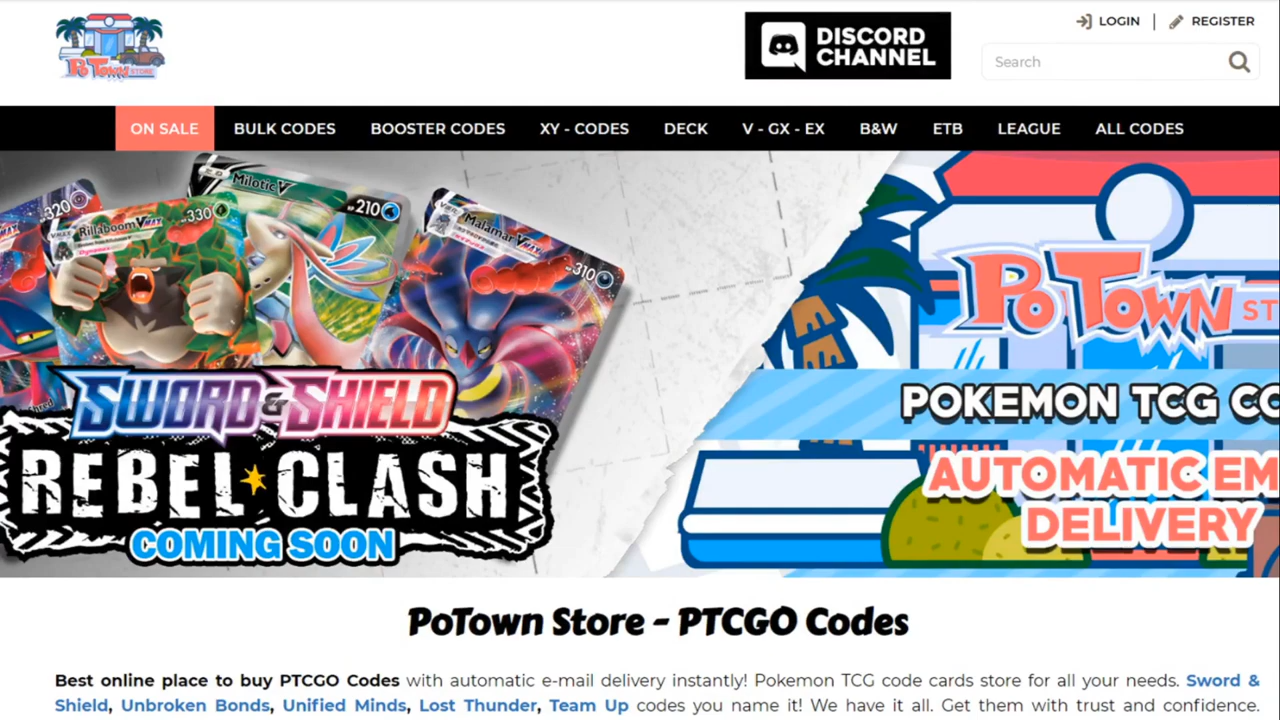 PoTown STORE
DISCORD
CHANNEL
LOGIN | REGISTER
Search
ON SALE BULK CODES BOOSTER CODES XY - CODES DECK V - GX - EX B&W ETB LEAGUE ALL CODES
320
Rillaboom VMAX 330
Milotic V 210
Malamar VMAX 310
PoTown ST
SWORD & SHIELD
REBEL CLASH
COMING SOON
POKEMON TCG CO
AUTOMATIC EM
DELIVERY
PoTown Store - PTCGO Codes
Best online place to buy PTCGO Codes with automatic e-mail delivery instantly! Pokemon TCG code cards store for all your needs. Sword &
Shield, Unbroken Bonds, Unified Minds, Lost Thunder, Team Up codes you name it! We have it all. Get them with trust and confidence.